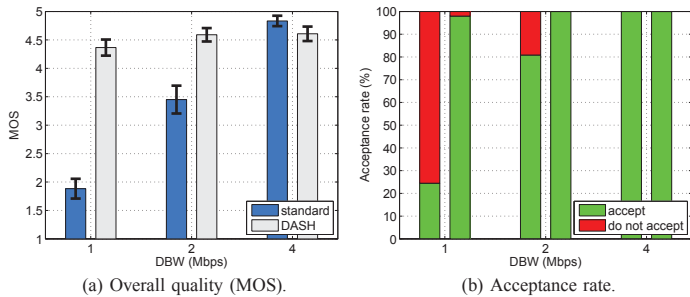 5
4.5
4
3.5
3
2.5
2
1.5
1
MOS
1
2
4
DBW (Mbps)
standard
DASH
(a) Overall quality (MOS).
100
90
80
70
60
50
40
30
20
10
0
Acceptance rate (%)
1
2
4
DBW (Mbps)
accept
do not accept
(b) Acceptance rate.